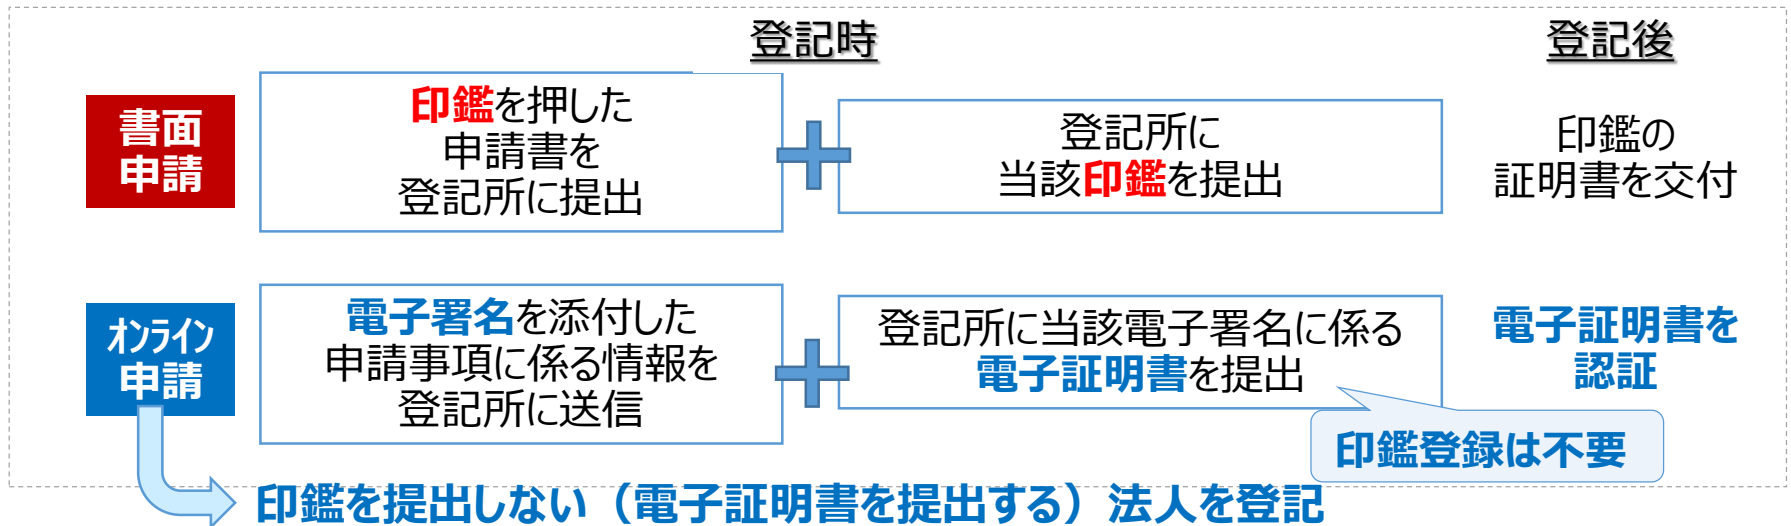 登記時
登記後
書面
申請
印鑑を押した
申請書を
登記所に提出
登記所に
当該印鑑を提出
印鑑の
証明書を交付
オンライン
申請
電子署名を添付した
申請事項に係る情報を
登記所に送信
登記所に当該電子署名に係る
電子証明書を提出
電子証明書を
認証
印鑑登録は不要
印鑑を提出しない（電子証明書を提出する）法人を登記